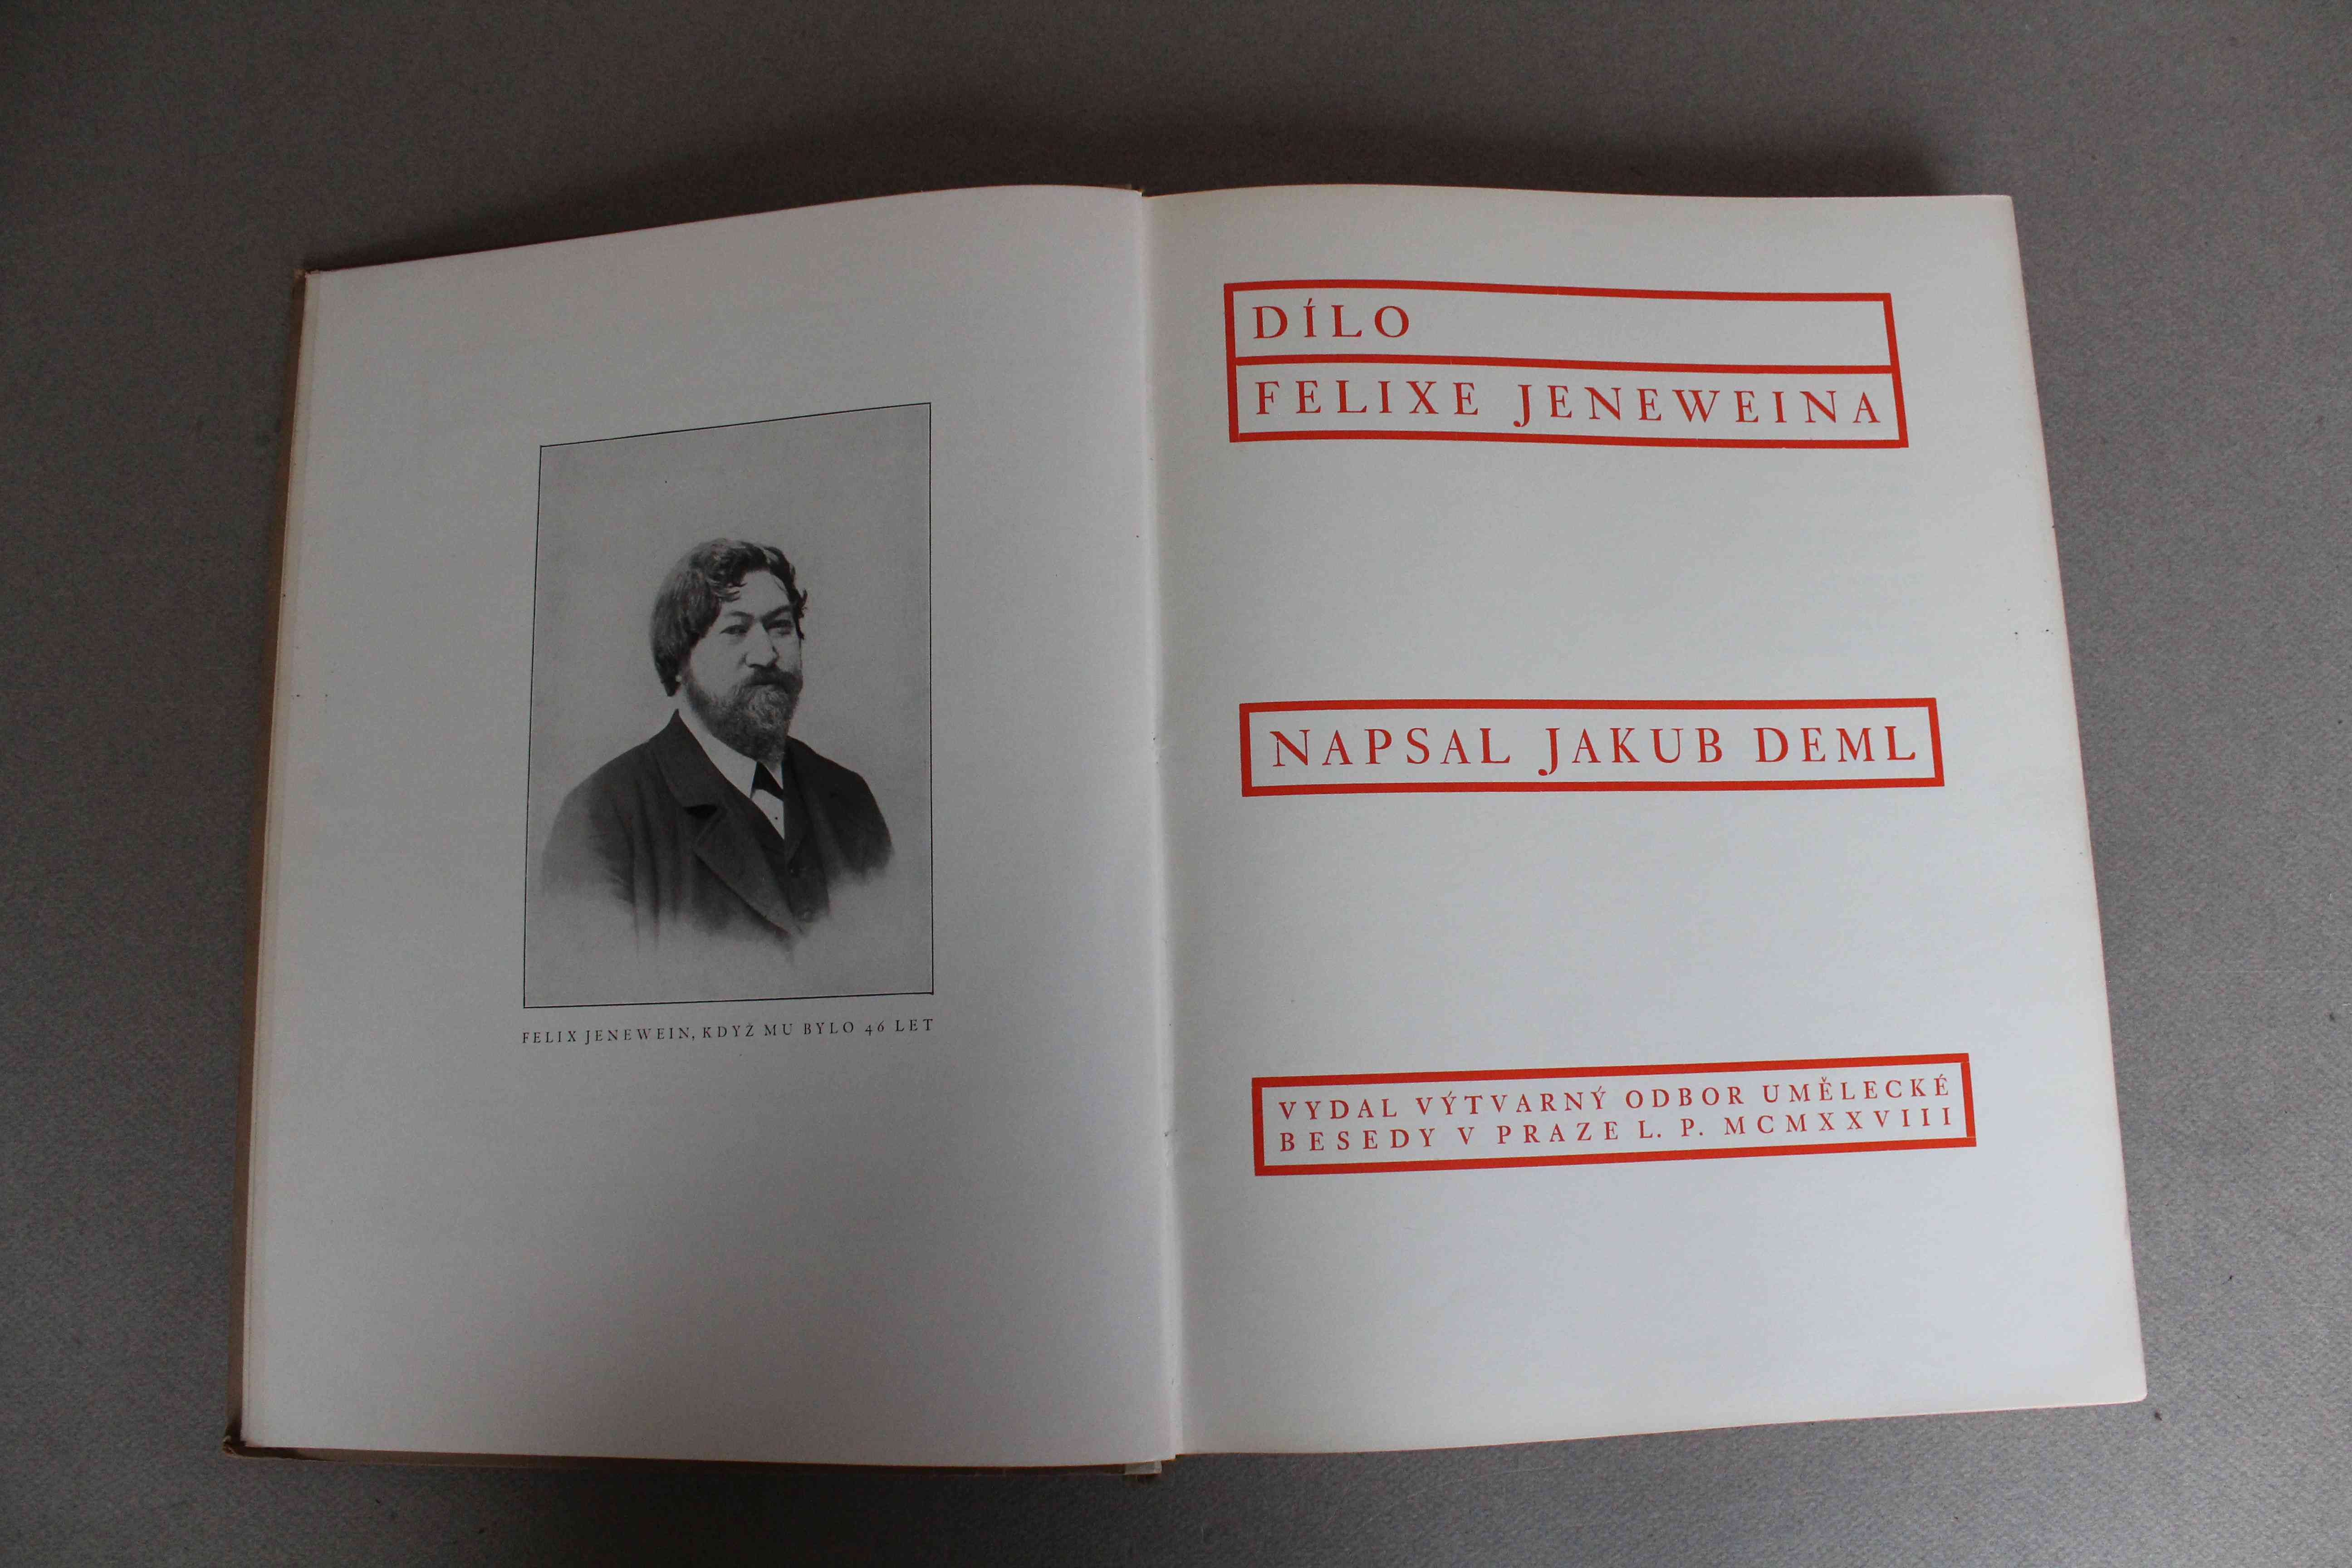 FELIX JENEWEIN, KDYŽ MU BYLO 46 LET
DÍLO
FELIXE JENEWEINA
NAPSAL JAKUB DEML
VYDAL VÝTVARNÝ ODBOR UMĚLECKÉ
BESEDY V PRAZE L. P. MCMXXVIII